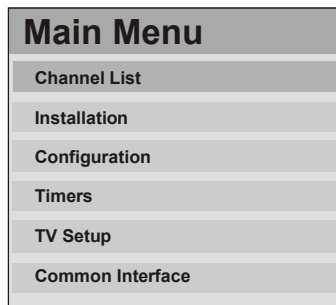 Main Menu
Channel List
Installation
Configuration
Timers
TV Setup
Common Interface